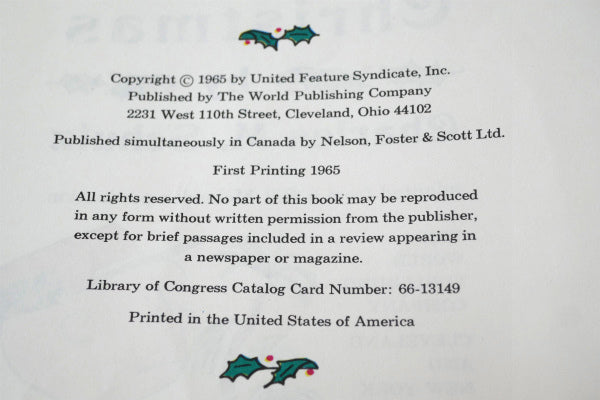 Copyright © 1965 by United Feature Syndicate, Inc.
Published by The World Publishing Company
2231 West 110th Street, Cleveland, Ohio 44102
Published simultaneously in Canada by Nelson, Foster & Scott Ltd.
First Printing 1965
All rights reserved. No part of this book may be reproduced
in any form without written permission from the publisher,
except for brief passages included in a review appearing in
a newspaper or magazine.
Library of Congress Catalog Card Number: 66-13149
Printed in the United States of America